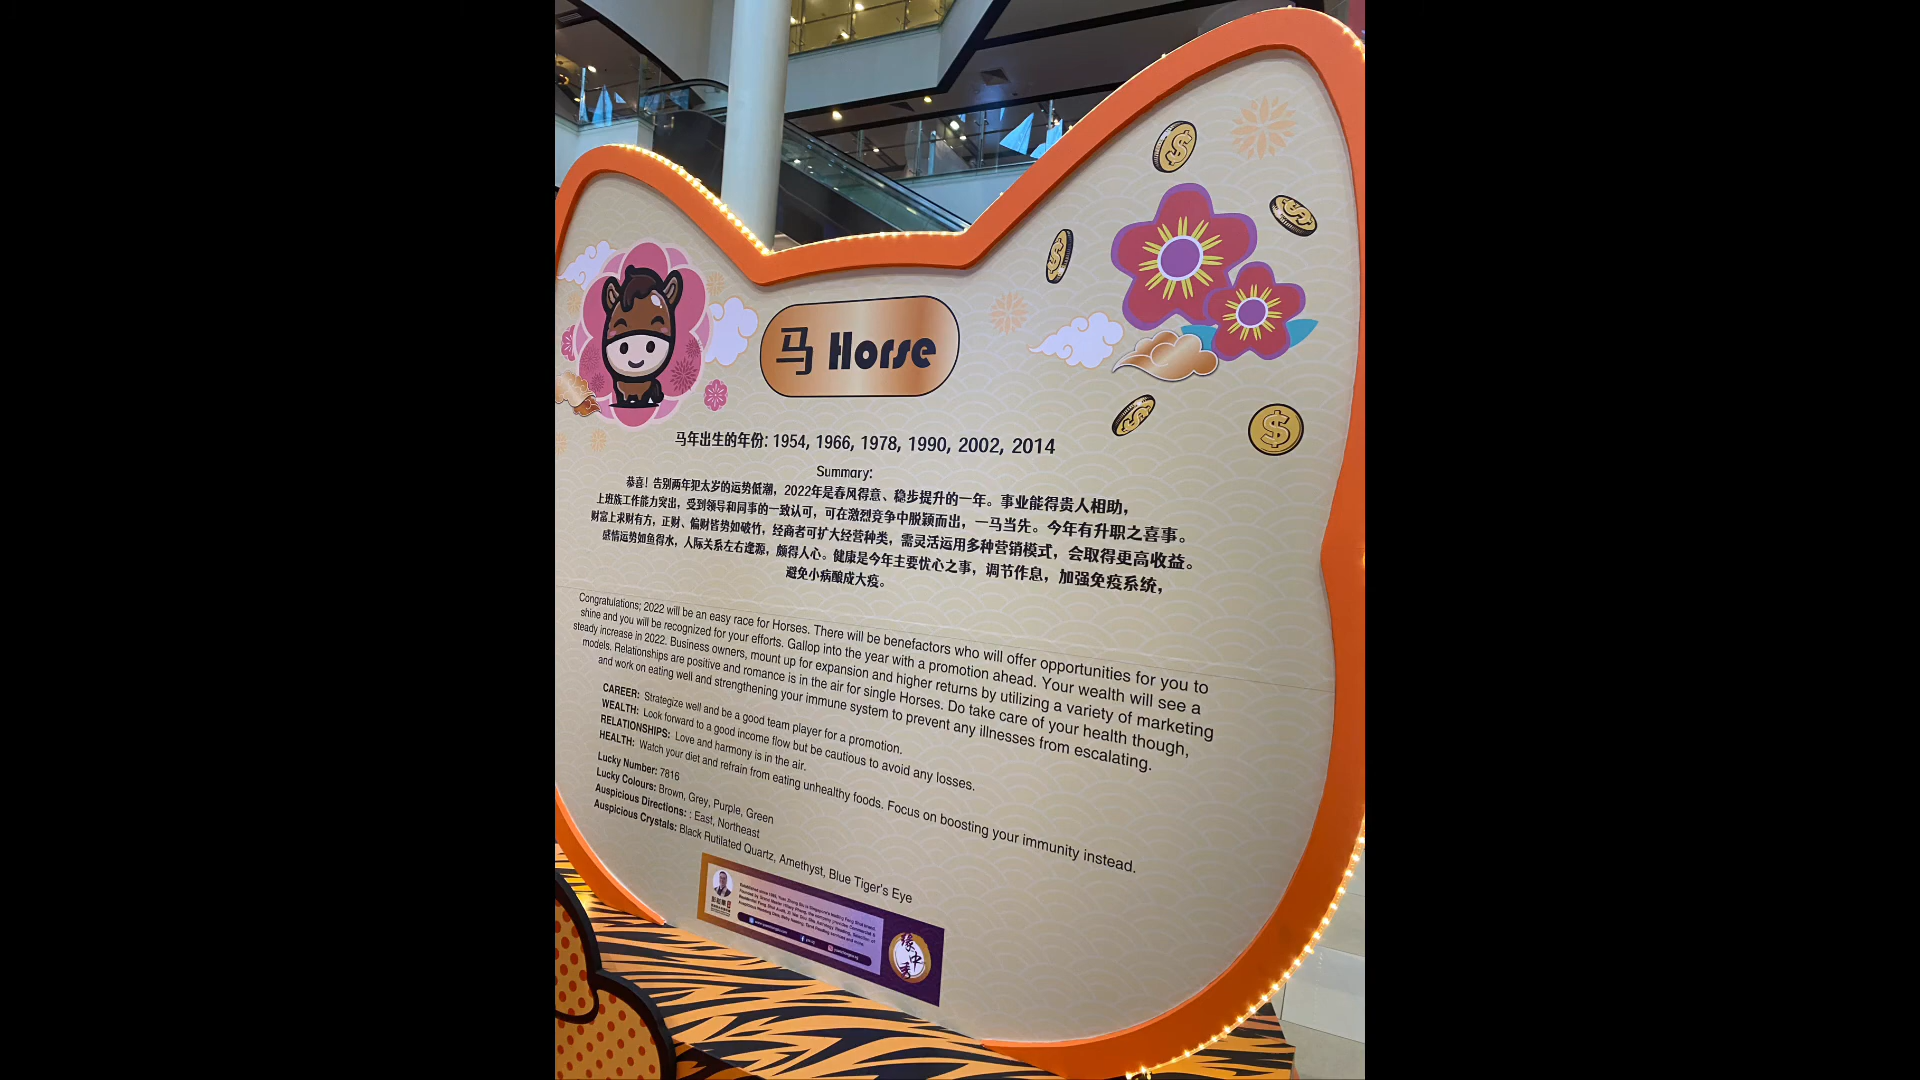 马 Horse
马年出生的年份: 1954, 1966, 1978, 1990, 2002, 2014
Summary:
恭喜！告别两年犯太岁的运势低潮，2022年是春风得意、稳步提升的一年。事业能得贵人相助，
上班族工作能力突出，受到领导和同事的一致认可，可在激烈竞争中脱颖而出，一马当先。今年有升职之喜事。
财富上求财有方，正财、偏财皆势如破竹，经商者可扩大经营种类，需灵活运用多种营销模式，会取得更高收益。
感情运势如鱼得水，人际关系左右逢源，颇得人心。健康是今年主要忧心之事，调节作息，加强免疫系统，
避免小病酿成大疫。
Congratulations; 2022 will be an easy race for Horses. There will be benefactors who will offer opportunities for you to
shine and you will be recognized for your efforts. Gallop into the year with a promotion ahead. Your wealth will see a
steady increase in 2022. Business owners, mount up for expansion and higher returns by utilizing a variety of marketing
models. Relationships are positive and romance is in the air for single Horses. Do take care of your health though,
and work on eating well and strengthening your immune system to prevent any illnesses from escalating.
CAREER: Strategize well and be a good team player for a promotion.
WEALTH: Look forward to a good income flow but be cautious to avoid any losses.
RELATIONSHIPS: Love and harmony is in the air.
HEALTH: Watch your diet and refrain from eating unhealthy foods. Focus on boosting your immunity instead.
Lucky Number: 7816
Lucky Colours: Brown, Grey, Purple, Green
Auspicious Directions: : East, Northeast
Auspicious Crystals: Black Rutilated Quartz, Amethyst, Blue Tiger's Eye
缘中秀